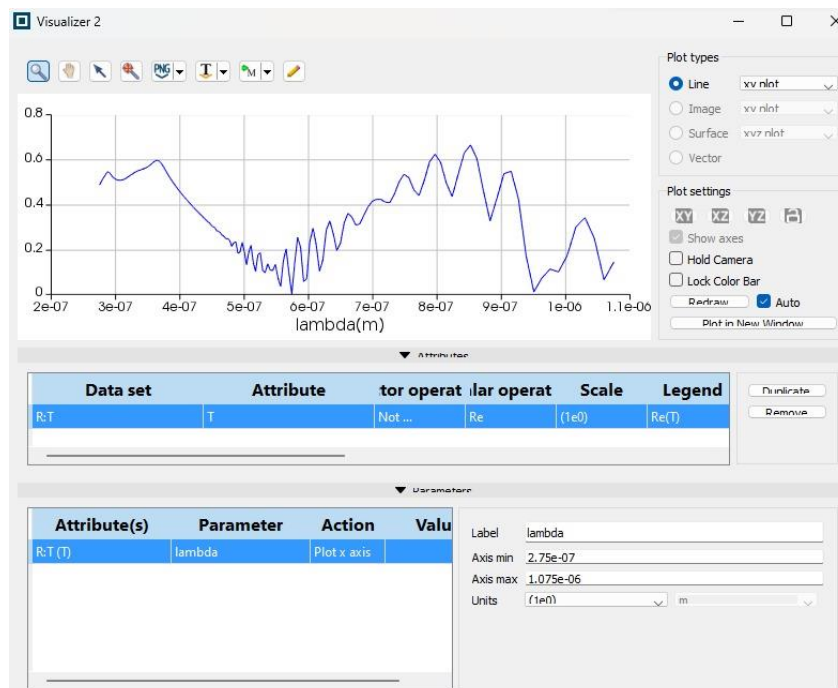 Visualizer 2
PNG
T
M
Plot types
Line xy plot
Image xy plot
Surface xyz plot
Vector
Plot settings
XY XZ YZ
Show axes
Hold Camera
Lock Color Bar
Redraw Auto
Plot in New Window
0.8
0.6
0.4
0.2
0
2e-07 3e-07 4e-07 5e-07 6e-07 7e-07 8e-07 9e-07 1e-06 1.1e-06
lambda(m)
Attributes
Data set Attribute tor operat lar operat Scale Legend
R:T T Not ... Re (1e0) Re(T)
Duplicate
Remove
Parameters
Attribute(s) Parameter Action Valu
R:T (T) lambda Plot x axis
Label lambda
Axis min 2.75e-07
Axis max 1.075e-06
Units (1e0) m